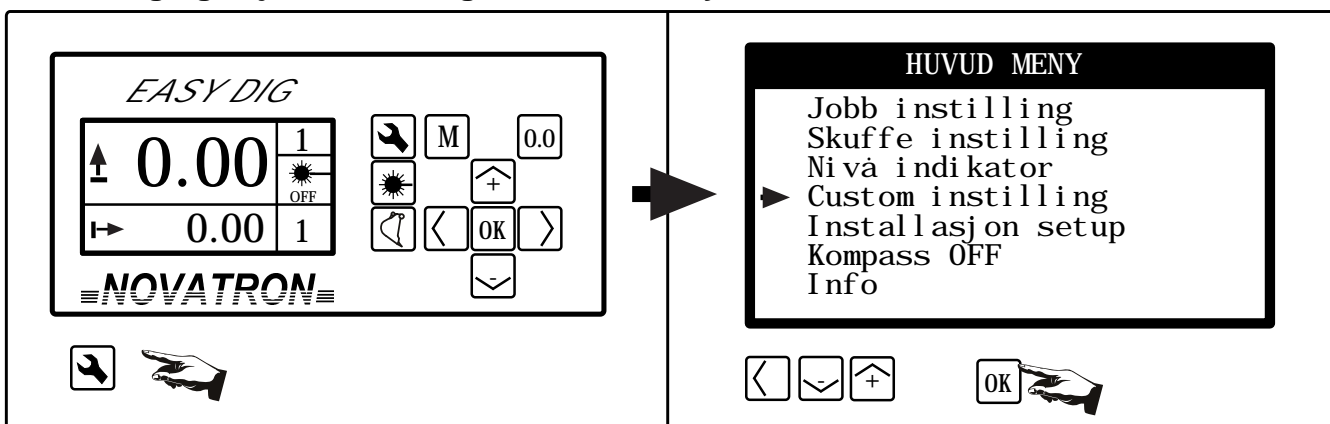 EASY DIG
0.00 1
OFF
0.00 1
NOVATRON
M 0.0
+
OK
-
HUVUD MENY
Jobb instilling
Skuffe instilling
Nivå indikator
Custom instilling
Installasjon setup
Kompass OFF
Info
- +
OK